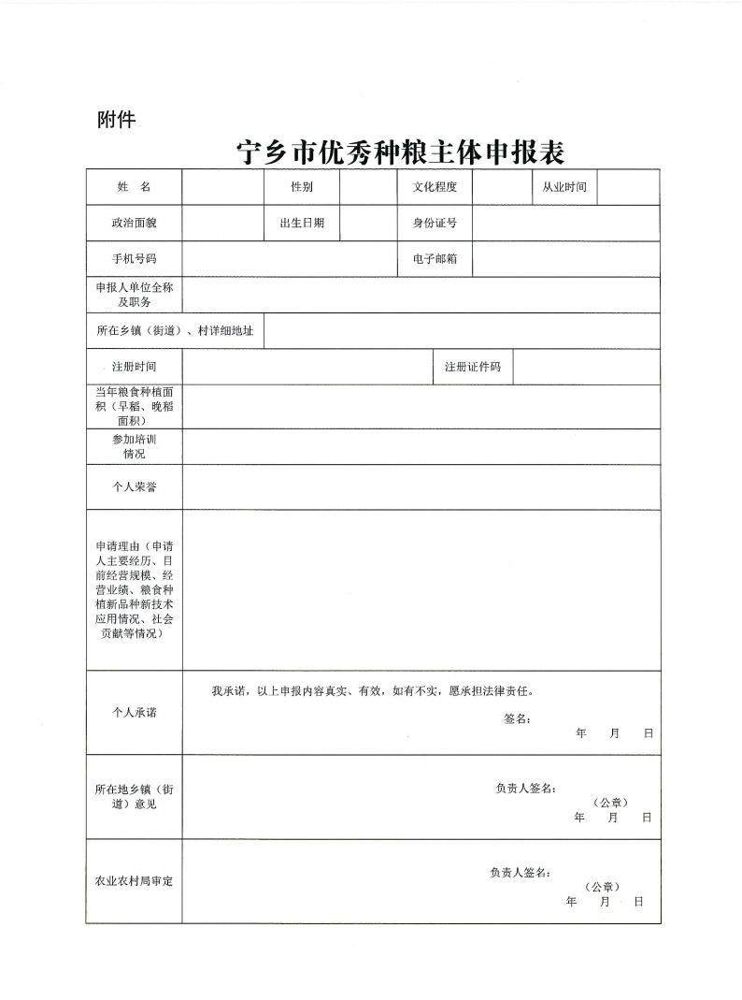 附件
宁乡市优秀种粮主体申报表
姓 名 性别 文化程度 从业时间
政治面貌 出生日期 身份证号
手机号码 电子邮箱
申报人单位全称
及职务
所在乡镇（街道）、村详细地址
注册时间 注册证件码
当年粮食种植面
积（早稻、晚稻
面积）
参加培训
情况
个人荣誉
申请理由（申请
人主要经历、目
前经营规模、经
营业绩、粮食种
植新品种新技术
应用情况、社会
贡献等情况）
个人承诺
我承诺，以上申报内容真实、有效，如有不实，愿承担法律责任。
签名：
年 月 日
所在地乡镇（街
道）意见
负责人签名：
（公章）
年 月 日
农业农村局审定
负责人签名：
（公章）
年 月 日